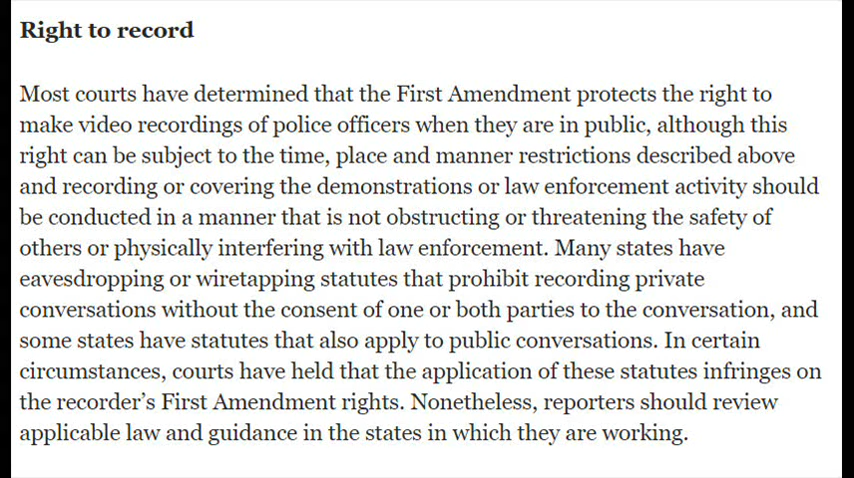 Right to record
Most courts have determined that the First Amendment protects the right to
make video recordings of police officers when they are in public, although this
right can be subject to the time, place and manner restrictions described above
and recording or covering the demonstrations or law enforcement activity should
be conducted in a manner that is not obstructing or threatening the safety of
others or physically interfering with law enforcement. Many states have
eavesdropping or wiretapping statutes that prohibit recording private
conversations without the consent of one or both parties to the conversation, and
some states have statutes that also apply to public conversations. In certain
circumstances, courts have held that the application of these statutes infringes on
the recorder’s First Amendment rights. Nonetheless, reporters should review
applicable law and guidance in the states in which they are working.